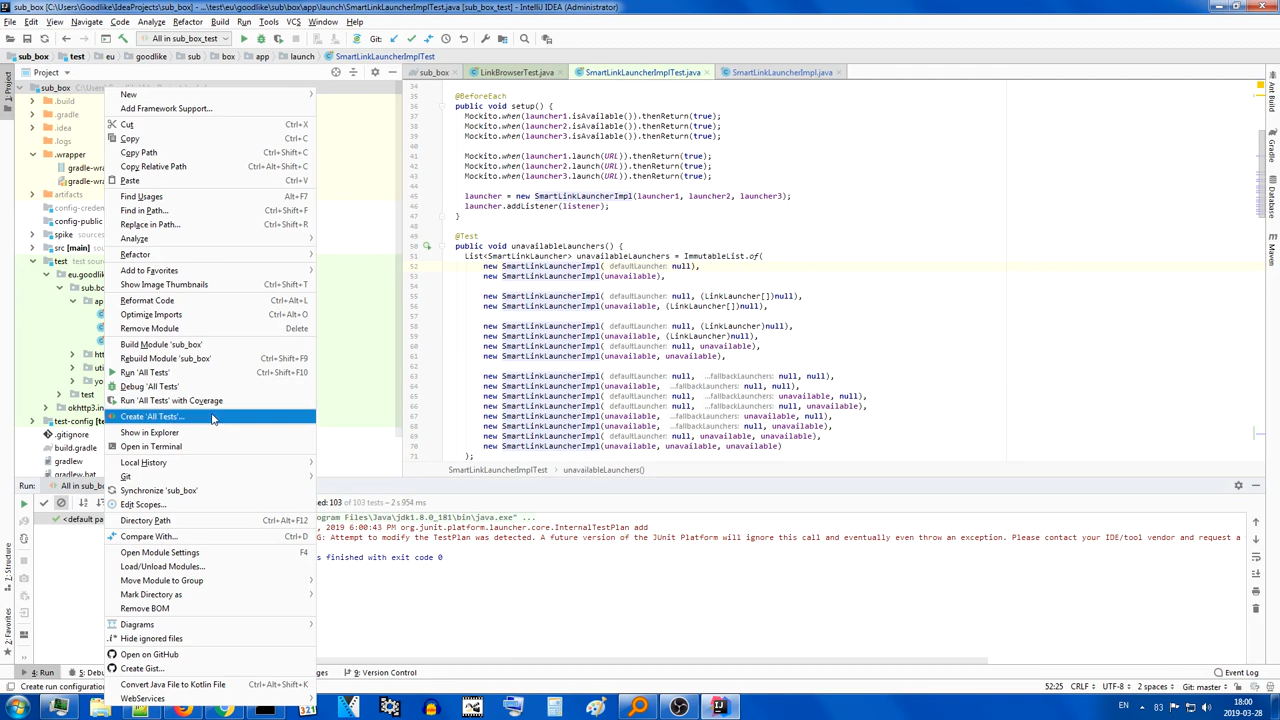 sub_box [C:\Users\Goodlike\IdeaProjects\sub_box] - ...\test\eu\goodlike\sub\box\app\launch\SmartLinkLauncherImplTest.java [sub_box_test] - IntelliJ IDEA (Administrator)
File Edit View Navigate Code Analyze Refactor Build Run Tools VCS Window Help
All in sub_box_test Git:
sub_box test eu goodlike sub box app launch SmartLinkLauncherImplTest
Project sub_box LinkBrowserTest.java SmartLinkLauncherImplTest.java SmartLinkLauncherImpl.java
sub_box
.build
.gradle
.idea
.logs
.wrapper
gradle-wra
gradle-wra
artifacts
config-creden
config-public
spike
src [main]
test
eu.goodlike
sub.bo
ap
htt
util
yo
test
okhttp3.in
test-config [te
.gitignore
build.gradle
gradlew
gradlew.bat
New
Add Framework Support...
Cut Ctrl+X
Copy Ctrl+C
Copy Path Ctrl+Shift+C
Copy Relative Path Ctrl+Alt+Shift+C
Paste Ctrl+V
Find Usages Alt+F7
Find in Path... Ctrl+Shift+F
Replace in Path... Ctrl+Shift+R
Analyze
Refactor
Add to Favorites
Show Image Thumbnails Ctrl+Shift+T
Reformat Code Ctrl+Alt+L
Optimize Imports Ctrl+Alt+O
Remove Module Delete
Build Module 'sub_box'
Rebuild Module 'sub_box' Ctrl+Shift+F9
Run 'All Tests' Ctrl+Shift+F10
Debug 'All Tests'
Run 'All Tests' with Coverage
Create 'All Tests'...
Show in Explorer
Open in Terminal
Local History
Git
Synchronize 'sub_box'
Edit Scopes...
Directory Path Ctrl+Alt+F12
Compare With... Ctrl+D
Open Module Settings F4
Load/Unload Modules...
Move Module to Group
Mark Directory as
Remove BOM
Diagrams
Hide ignored files
Open on GitHub
Create Gist...
Convert Java File to Kotlin File Ctrl+Alt+Shift+K
WebServices
34
35 @BeforeEach
36 public void setup() {
37 Mockito.when(launcher1.isAvailable()).thenReturn(true);
38 Mockito.when(launcher2.isAvailable()).thenReturn(true);
39 Mockito.when(launcher3.isAvailable()).thenReturn(true);
40
41 Mockito.when(launcher1.launch(URL)).thenReturn(true);
42 Mockito.when(launcher2.launch(URL)).thenReturn(true);
43 Mockito.when(launcher3.launch(URL)).thenReturn(true);
44
45 launcher = new SmartLinkLauncherImpl(launcher1, launcher2, launcher3);
46 launcher.addListener(listener);
47 }
48
49 @Test
50 public void unavailableLaunchers() {
51 List<SmartLinkLauncher> unavailableLaunchers = ImmutableList.of(
52 new SmartLinkLauncherImpl( defaultLauncher: null),
53 new SmartLinkLauncherImpl(unavailable),
54
55 new SmartLinkLauncherImpl( defaultLauncher: null, (LinkLauncher[])null),
56 new SmartLinkLauncherImpl(unavailable, (LinkLauncher[])null),
57
58 new SmartLinkLauncherImpl( defaultLauncher: null, (LinkLauncher)null),
59 new SmartLinkLauncherImpl(unavailable, (LinkLauncher)null),
60 new SmartLinkLauncherImpl( defaultLauncher: null, unavailable),
61 new SmartLinkLauncherImpl(unavailable, unavailable),
62
63 new SmartLinkLauncherImpl( defaultLauncher: null, ...fallbackLaunchers: null, null),
64 new SmartLinkLauncherImpl(unavailable, ...fallbackLaunchers: null, null),
65 new SmartLinkLauncherImpl( defaultLauncher: null, unavailable, null),
66 new SmartLinkLauncherImpl( defaultLauncher: null, ...fallbackLaunchers: null, unavailable),
67 new SmartLinkLauncherImpl(unavailable, unavailable, null),
68 new SmartLinkLauncherImpl(unavailable, ...fallbackLaunchers: null, unavailable),
69 new SmartLinkLauncherImpl( defaultLauncher: null, unavailable, unavailable),
70 new SmartLinkLauncherImpl(unavailable, unavailable, unavailable)
71 );
SmartLinkLauncherImplTest unavailableLaunchers()
Run: All in sub_b
<default pa
sed: 103 of 103 tests – 2 s 954 ms
ogram Files\Java\jdk1.8.0_181\bin\java.exe" ...
, 2019 6:00:43 PM org.junit.platform.launcher.core.InternalTestPlan add
G: Attempt to modify the TestPlan was detected. A future version of the JUnit Platform will ignore this call and eventually even throw an exception. Please contact your IDE/tool vendor and request a
s finished with exit code 0
1: Project
7: Structure
2: Favorites
Ant Build
Gradle
Database
Maven
4: Run 5: Debu ages 9: Version Control Event Log
Create run configuratio 52:25 CRLF UTF-8 2 spaces Git: master
321 EN 83 18:00
2019-03-28